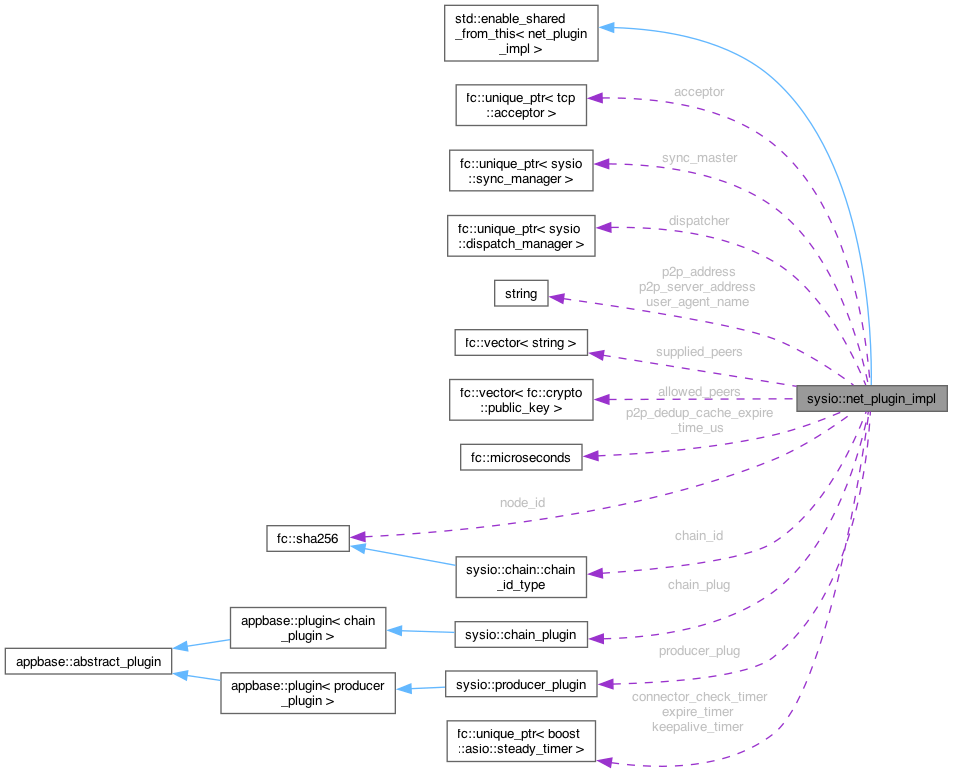 std::enable_shared
_from_this< net_plugin
_impl >
fc::unique_ptr< tcp
::acceptor >
acceptor
fc::unique_ptr< sysio
::sync_manager >
sync_master
fc::unique_ptr< sysio
::dispatch_manager >
dispatcher
string
p2p_address
p2p_server_address
user_agent_name
fc::vector< string >
supplied_peers
fc::vector< fc::crypto
::public_key >
allowed_peers
sysio::net_plugin_impl
fc::microseconds
p2p_dedup_cache_expire
_time_us
node_id
fc::sha256
chain_id
sysio::chain::chain
_id_type
chain_plug
appbase::plugin< chain
_plugin >
sysio::chain_plugin
appbase::abstract_plugin
producer_plug
appbase::plugin< producer
_plugin >
sysio::producer_plugin
connector_check_timer
expire_timer
keepalive_timer
fc::unique_ptr< boost
::asio::steady_timer >